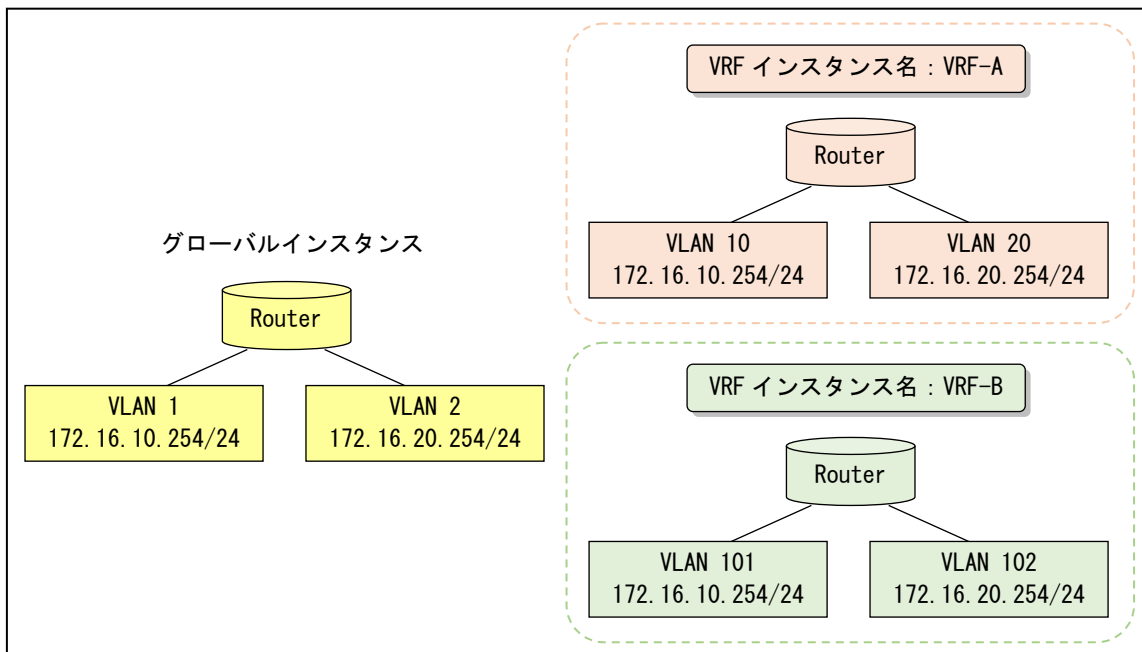 グローバルインスタンス
Router
VLAN 1
172.16.10.254/24
VLAN 2
172.16.20.254/24
VRF インスタンス名：VRF-A
Router
VLAN 10
172.16.10.254/24
VLAN 20
172.16.20.254/24
VRF インスタンス名：VRF-B
Router
VLAN 101
172.16.10.254/24
VLAN 102
172.16.20.254/24